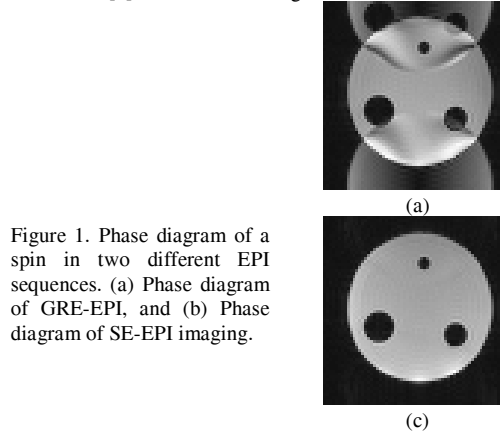 (a)
Figure 1. Phase diagram of a
spin in two different EPI
sequences. (a) Phase diagram
of GRE-EPI, and (b) Phase
diagram of SE-EPI imaging.
(c)